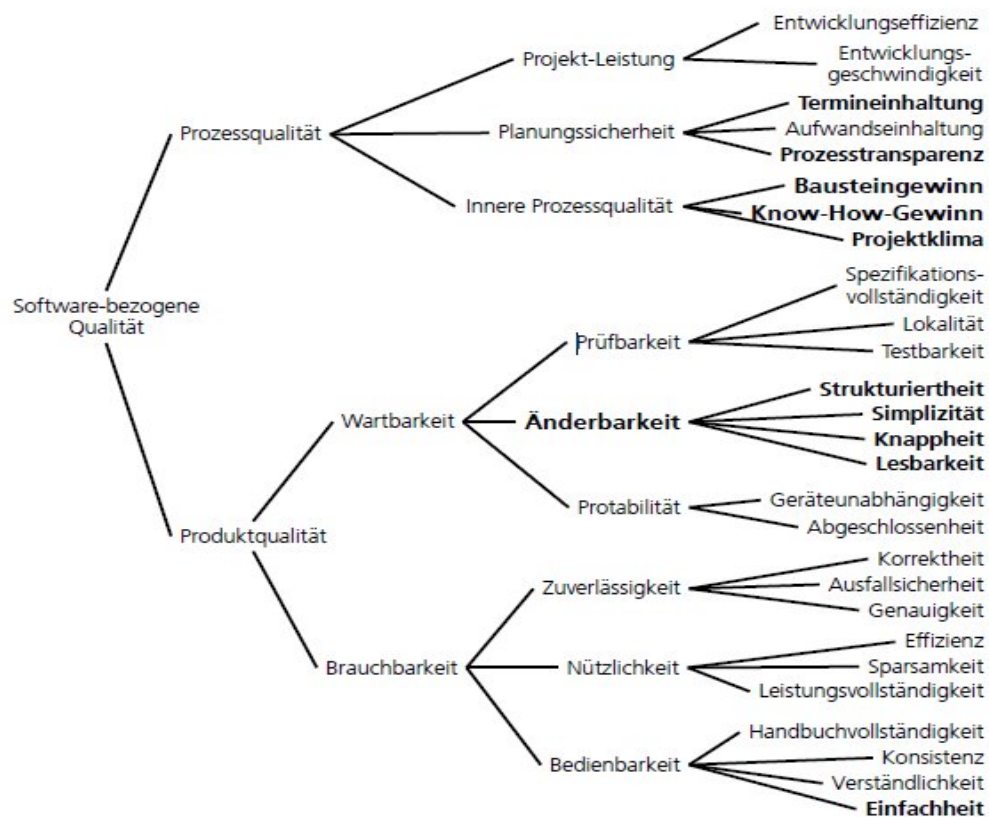 Entwicklungseffizienz
Projekt-Leistung
Entwicklungs-
geschwindigkeit
Termineinhaltung
Prozessqualität
Planungssicherheit
Aufwandseinhaltung
Prozesstransparenz
Bausteingewinn
Innere Prozessqualität
Know-How-Gewinn
Projektklima
Software-bezogene
Qualität
Spezifikations-
vollständigkeit
Lokalität
Prüfbarkeit
Testbarkeit
Strukturiertheit
Wartbarkeit
Änderbarkeit
Simplizität
Knappheit
Lesbarkeit
Protabilität
Geräteunabhängigkeit
Abgeschlossenheit
Produktqualität
Korrektheit
Zuverlässigkeit
Ausfallsicherheit
Genauigkeit
Effizienz
Brauchbarkeit
Nützlichkeit
Sparsamkeit
Leistungsvollständigkeit
Handbuchvollständigkeit
Bedienbarkeit
Konsistenz
Verständlichkeit
Einfachheit